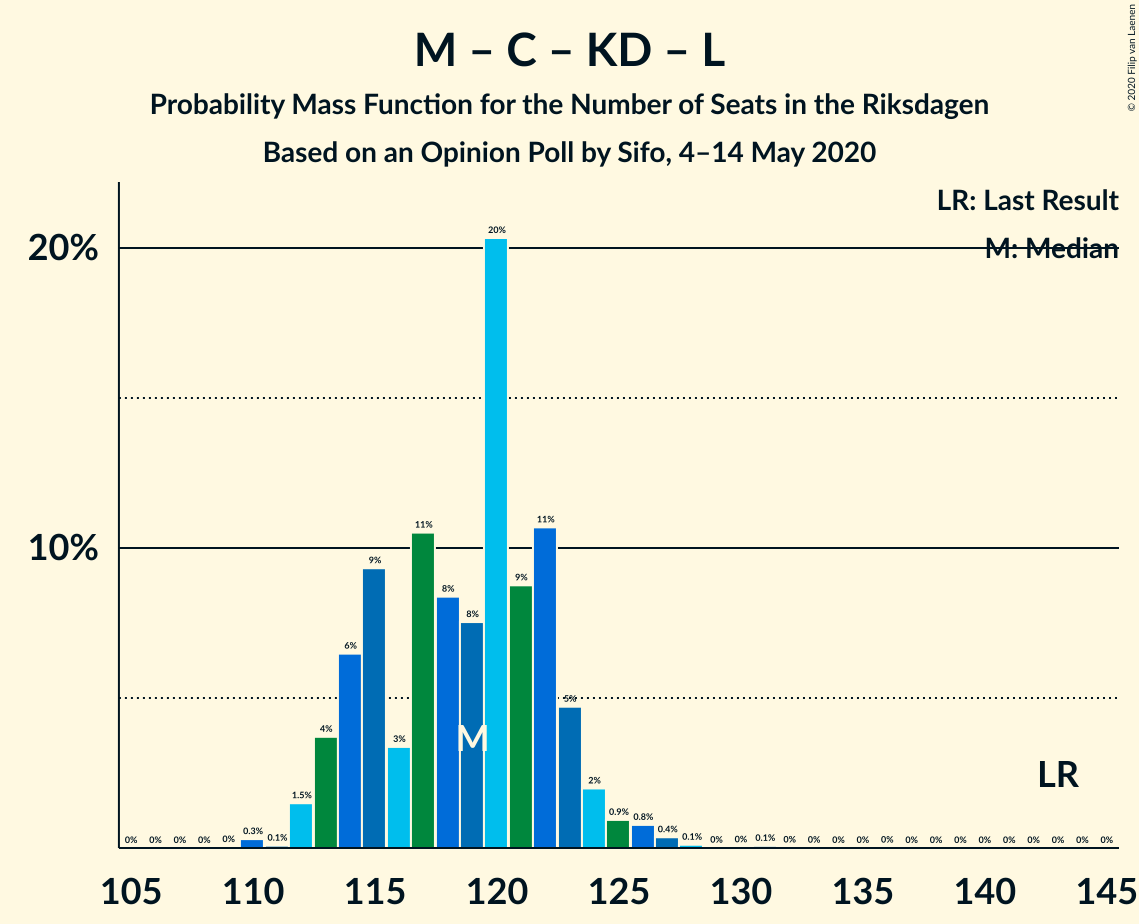 © 2020 Filip van Laenen
M – C – KD – L
Probability Mass Function for the Number of Seats in the Riksdagen
Based on an Opinion Poll by Sifo, 4–14 May 2020
LR: Last Result
M: Median
20%
10%
0% 0% 0% 0% 0% 0.3% 0.1% 1.5% 4% 6% 9% 3% 11% 8% 8% 20% 9% 11% 5% 2% 0.9% 0.8% 0.4% 0.1% 0% 0% 0.1% 0% 0% 0% 0% 0% 0% 0% 0% 0% 0% 0% 0% 0% 0%
M
LR
105 110 115 120 125 130 135 140 145